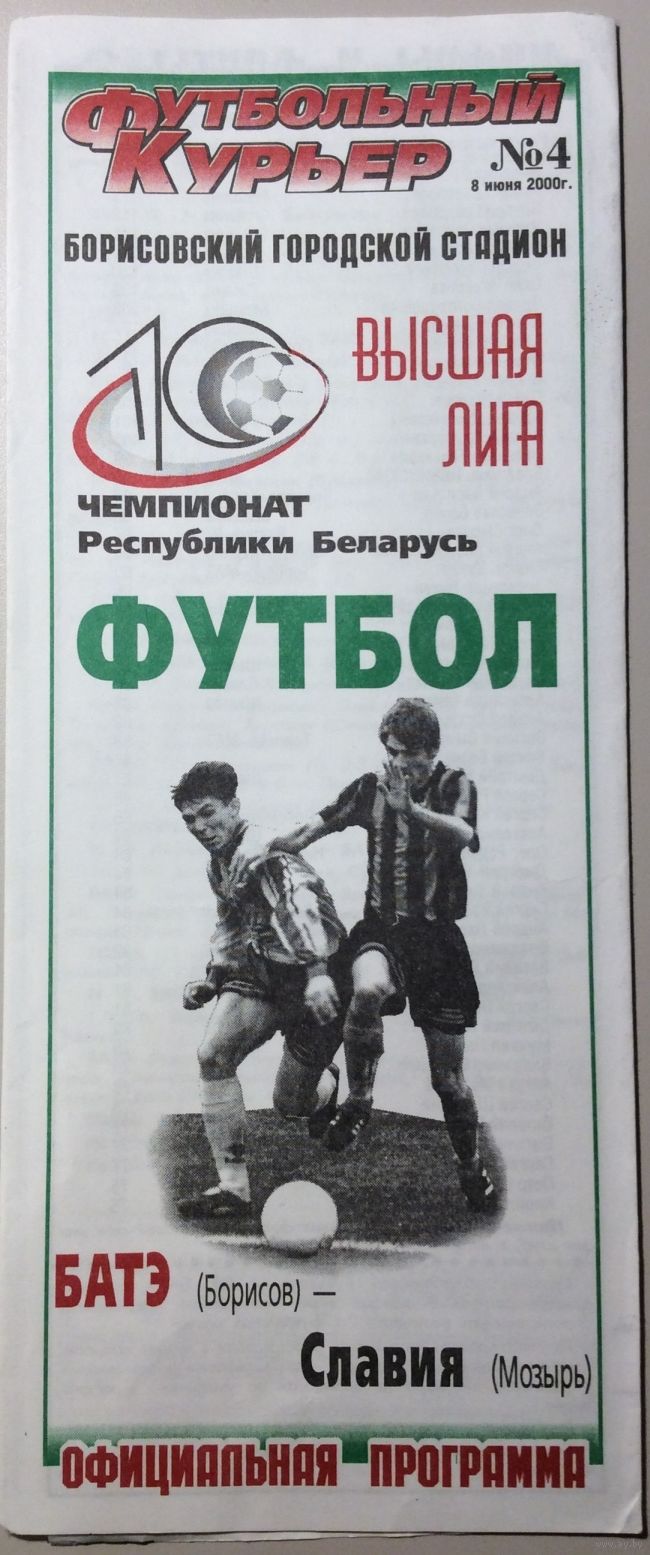 ФУТБОЛЬНЫЙ
КУРЬЕР
№4
8 июня 2000г.
БОРИСОВСКИЙ ГОРОДСКОЙ СТАДИОН
10
ВЫСШАЯ
ЛИГА
ЧЕМПИОНАТ
Республики Беларусь
ФУТБОЛ
БАТЭ (Борисов) —
Славия (Мозырь)
ОФИЦИАЛЬНАЯ ПРОГРАММА